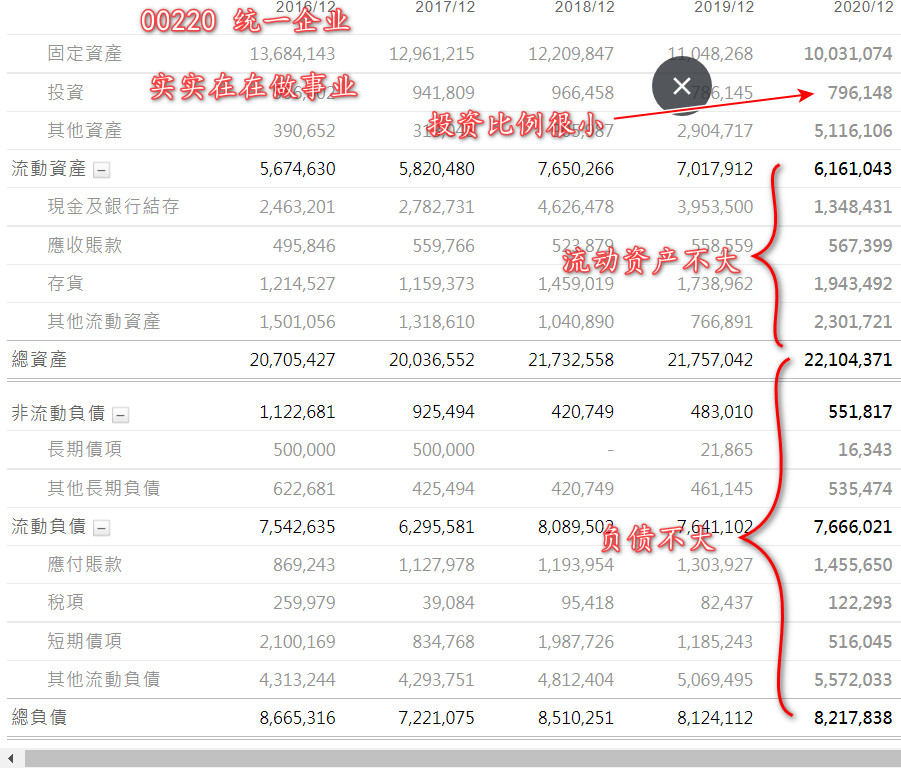 2016/12 2017/12 2018/12 2019/12 2020/12
00220 统一企业
固定資產 13,684,143 12,961,215 12,209,847 11,048,268 10,031,074
实实在在做事业
投資 941,809 966,458 796,148
投资比例很小
其他資產 390,652 2,904,717 5,116,106
流動資產 5,674,630 5,820,480 7,650,266 7,017,912 6,161,043
現金及銀行結存 2,463,201 2,782,731 4,626,478 3,953,500 1,348,431
應收賬款 495,846 559,766 523,879 558,559 567,399
流动资产不大
存貨 1,214,527 1,159,373 1,459,019 1,738,962 1,943,492
其他流動資產 1,501,056 1,318,610 1,040,890 766,891 2,301,721
總資產 20,705,427 20,036,552 21,732,558 21,757,042 22,104,371
非流動負債 1,122,681 925,494 420,749 483,010 551,817
長期債項 500,000 500,000 - 21,865 16,343
其他長期負債 622,681 425,494 420,749 461,145 535,474
流動負債 7,542,635 6,295,581 8,089,502 7,641,102 7,666,021
负债不大
應付賬款 869,243 1,127,978 1,193,954 1,303,927 1,455,650
稅項 259,979 39,084 95,418 82,437 122,293
短期債項 2,100,169 834,768 1,987,726 1,185,243 516,045
其他流動負債 4,313,244 4,293,751 4,812,404 5,069,495 5,572,033
總負債 8,665,316 7,221,075 8,510,251 8,124,112 8,217,838